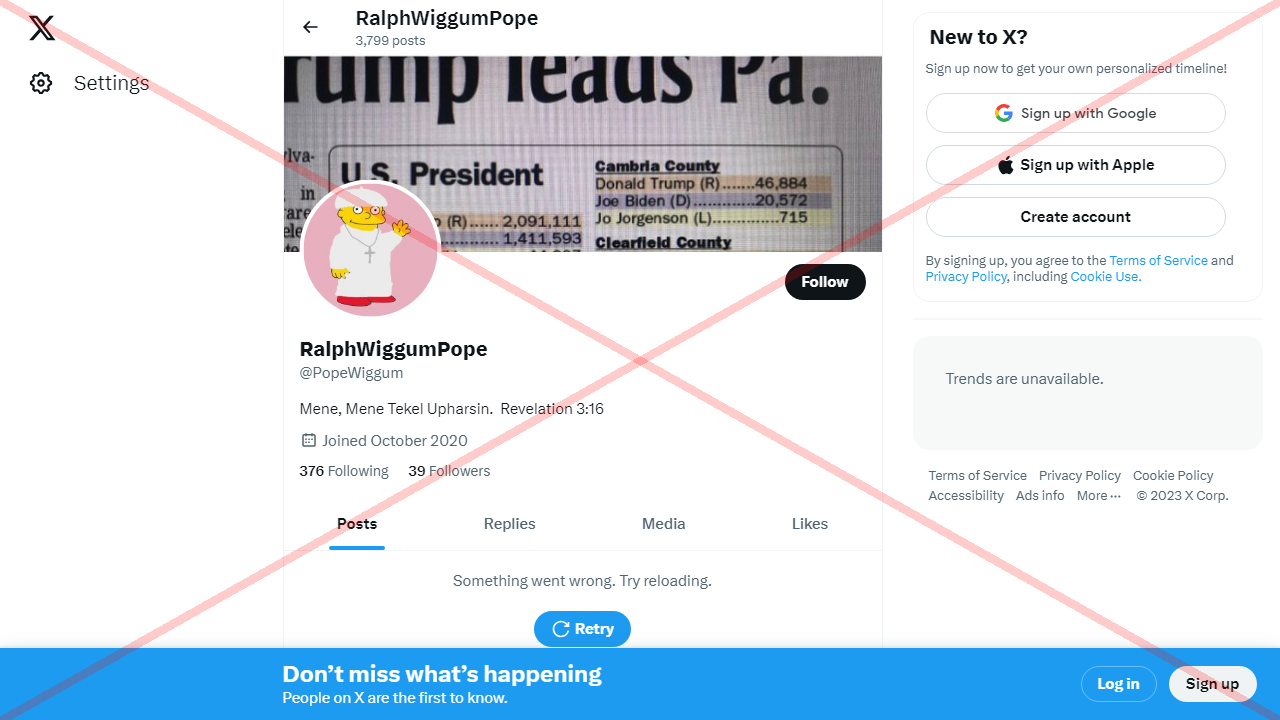 RalphWiggumPope
3,799 posts
Settings
Trump leads Pa.
U.S. President
Cambria County
Donald Trump (R).......46,884
Joe Biden (D)..............20,572
Jo Jorgenson (L)..............715
Clearfield County
(R)...... 2,091,111
1,411,593
lva-
in
Follow
RalphWiggumPope
@PopeWiggum
Mene, Mene Tekel Upharsin.  Revelation 3:16
Joined October 2020
376 Following 39 Followers
Posts Replies Media Likes
Something went wrong. Try reloading.
Retry
New to X?
Sign up now to get your own personalized timeline!
Sign up with Google
Sign up with Apple
Create account
By signing up, you agree to the Terms of Service and
Privacy Policy, including Cookie Use.
Trends are unavailable.
Terms of Service Privacy Policy Cookie Policy
Accessibility Ads info More ··· © 2023 X Corp.
Don’t miss what’s happening
People on X are the first to know.
Log in
Sign up